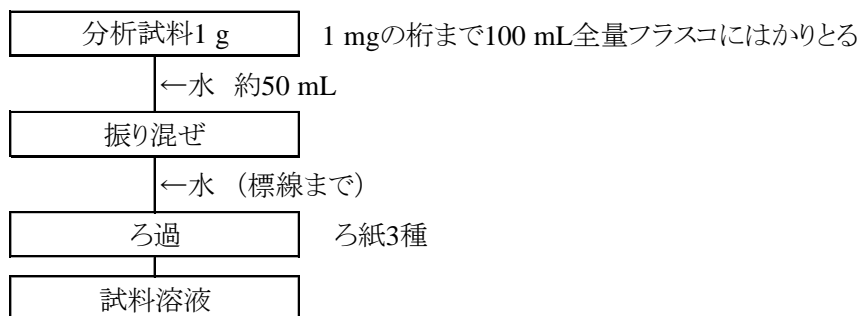 分析試料1 g 1 mgの桁まで100 mL全量フラスコにはかりとる
←水 約50 mL
振り混ぜ
←水 （標線まで）
ろ過 ろ紙3種
試料溶液